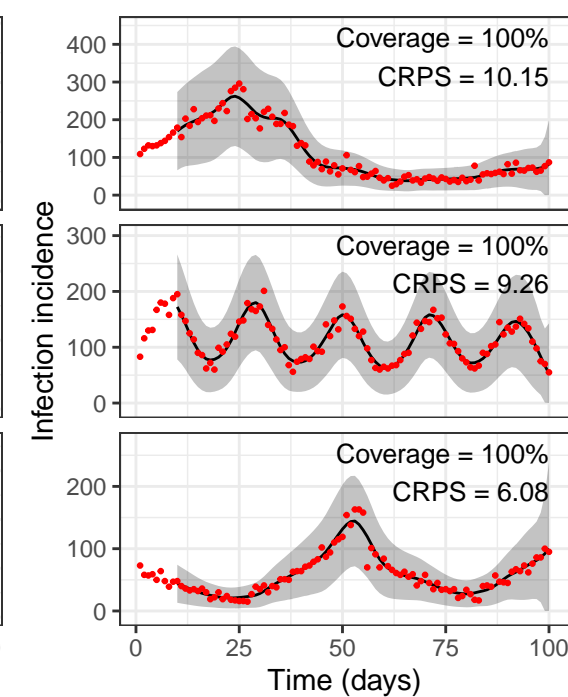 Infection incidence
400
300
200
100
0
Coverage = 100%
CRPS = 10.15
300
200
100
0
Coverage = 100%
CRPS = 9.26
200
100
0
Coverage = 100%
CRPS = 6.08
0 25 50 75 100
Time (days)